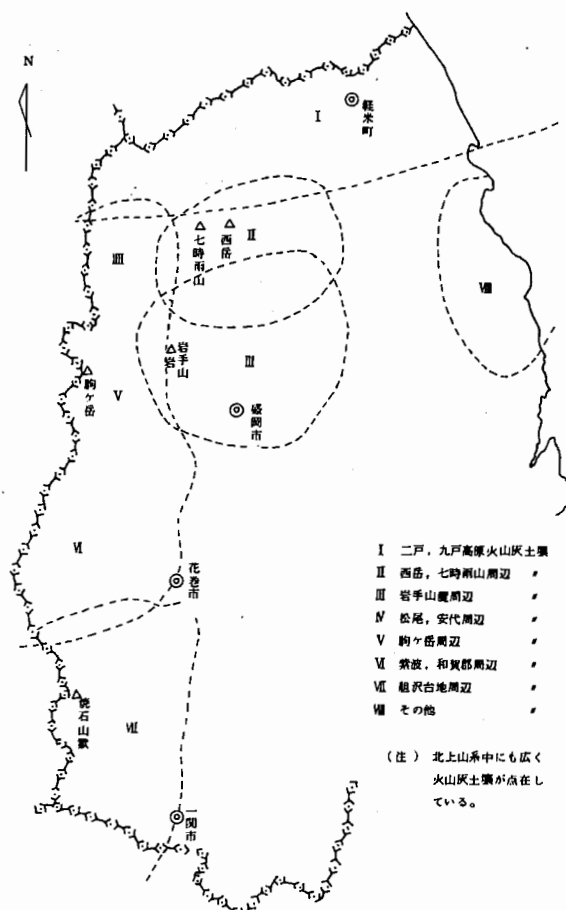 N
I
◎
軽米町
II
△
七時雨山
△
西岳
IIII
VIII
△
岩手山
岩
III
△
駒ヶ岳
V
◎
盛岡市
VI
◎
花巻市
△
焼石山嶽
VII
◎
一関市
I 二戸,九戸高原火山灰土壌
II 西岳,七時雨山周辺 〃
III 岩手山麓周辺 〃
IV 松尾,安代周辺 〃
V 駒ケ岳周辺 〃
VI 紫波,和賀郡周辺 〃
VII 胆沢台地周辺 〃
VIII その他 〃
(注) 北上山系中にも広く
火山灰土壌が点在し
ている。